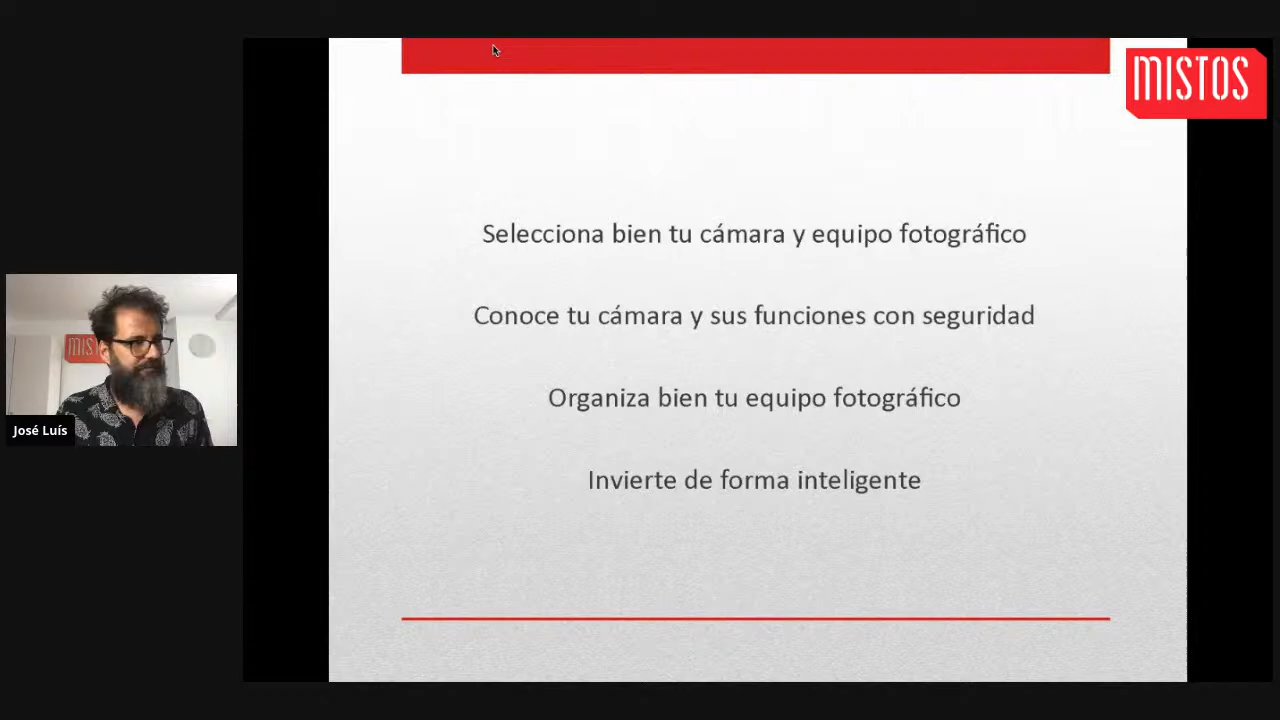 MISTOS
Selecciona bien tu cámara y equipo fotográfico
Conoce tu cámara y sus funciones con seguridad
Organiza bien tu equipo fotográfico
Invierte de forma inteligente
MIST
José Luís